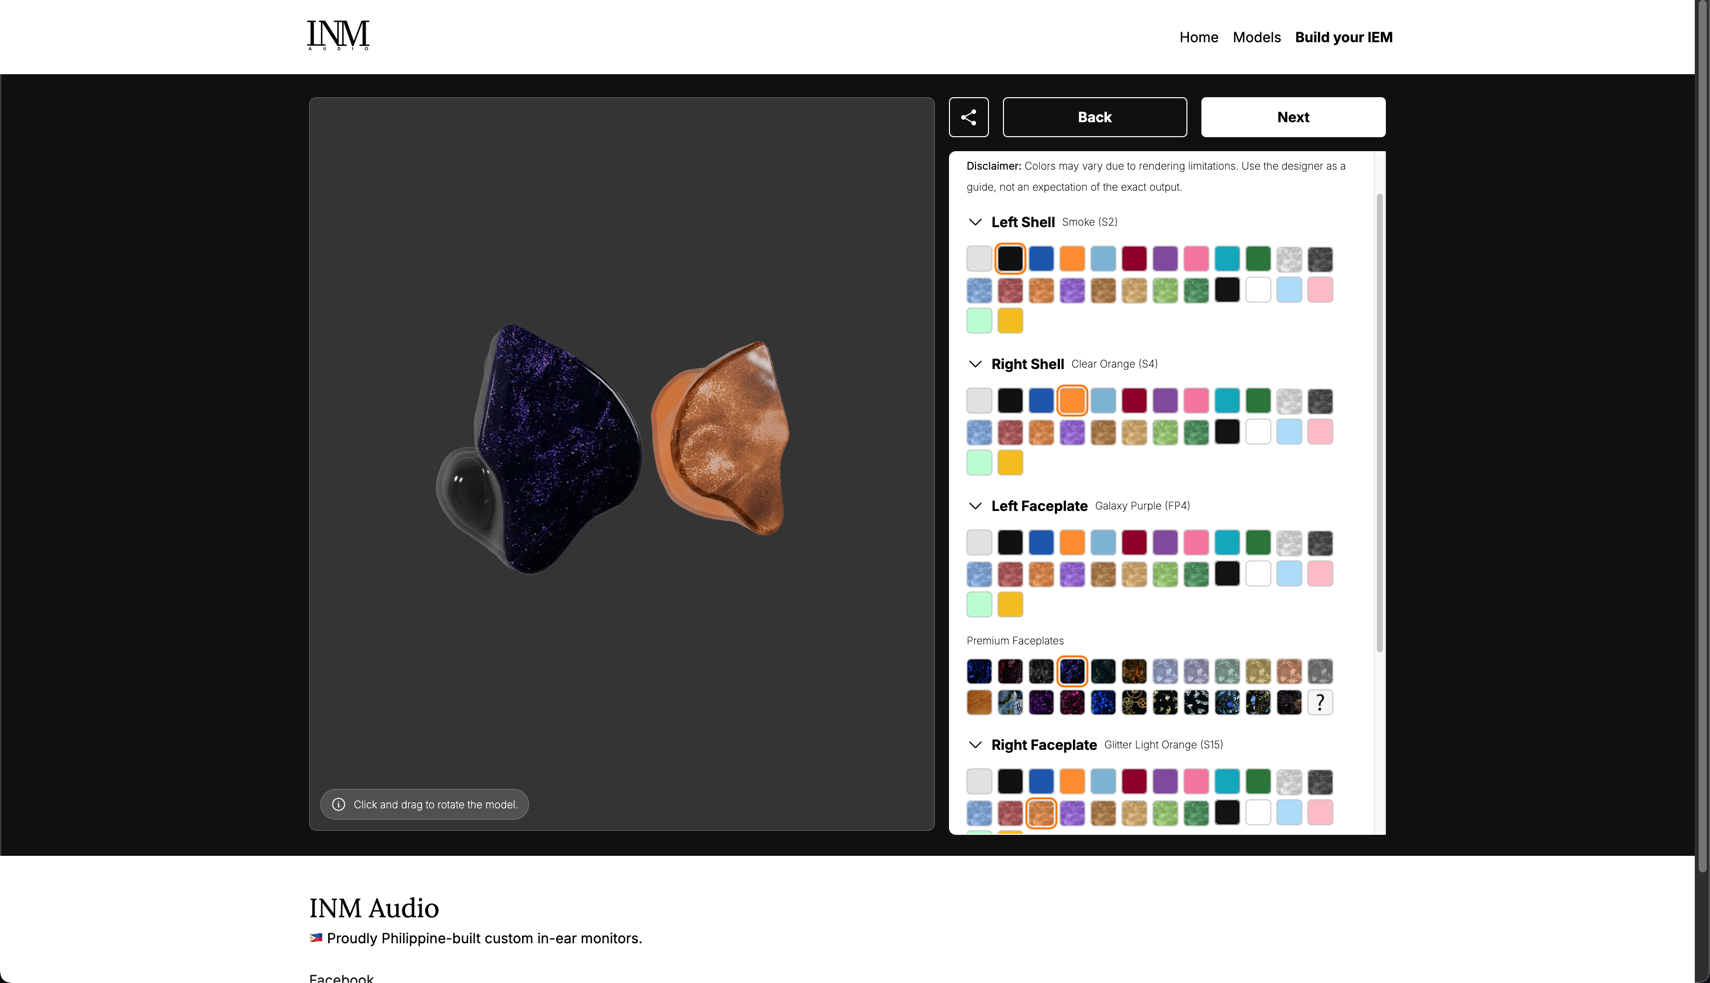 INM
AUDIO
Home Models Build your IEM
Back Next
Disclaimer: Colors may vary due to rendering limitations. Use the designer as a
guide, not an expectation of the exact output.
Left Shell Smoke (S2)
Right Shell Clear Orange (S4)
Left Faceplate Galaxy Purple (FP4)
Premium Faceplates
?
Right Faceplate Glitter Light Orange (S15)
Click and drag to rotate the model.
INM Audio
🇵🇭 Proudly Philippine-built custom in-ear monitors.
Facebook